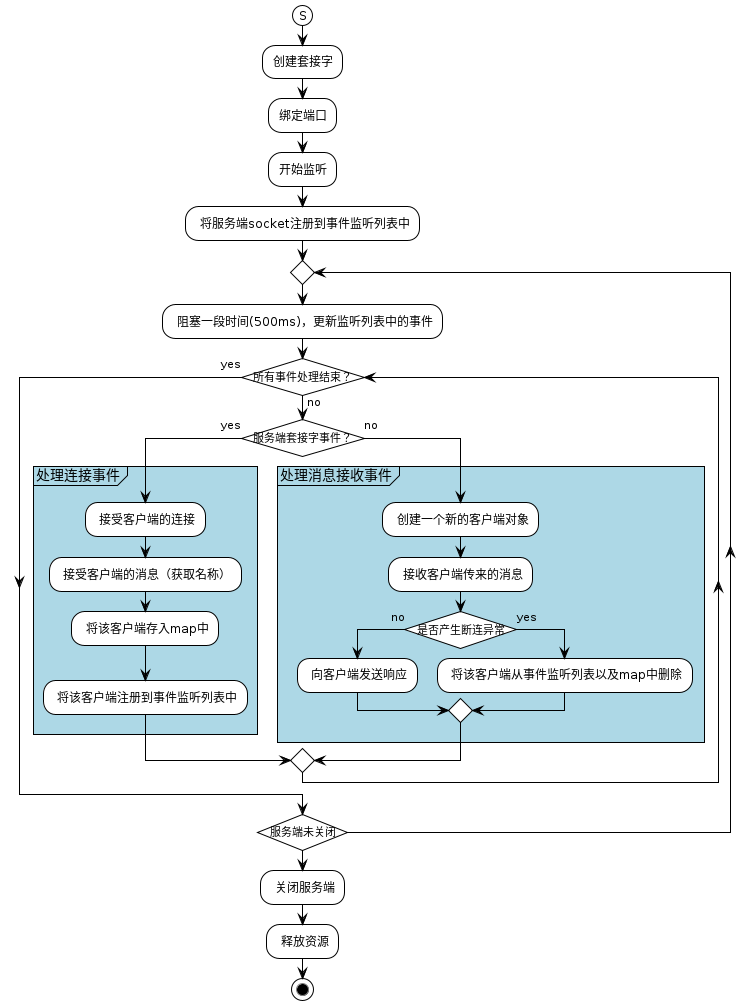 S
创建套接字
绑定端口
开始监听
将服务端socket注册到事件监听列表中
阻塞一段时间(500ms)，更新监听列表中的事件
yes
所有事件处理结束？
no
yes
服务端套接字事件？
no
处理连接事件
接受客户端的连接
接受客户端的消息（获取名称）
将该客户端存入map中
将该客户端注册到事件监听列表中
处理消息接收事件
创建一个新的客户端对象
接收客户端传来的消息
no
是否产生断连异常
yes
向客户端发送响应
将该客户端从事件监听列表以及map中删除
服务端未关闭
关闭服务端
释放资源